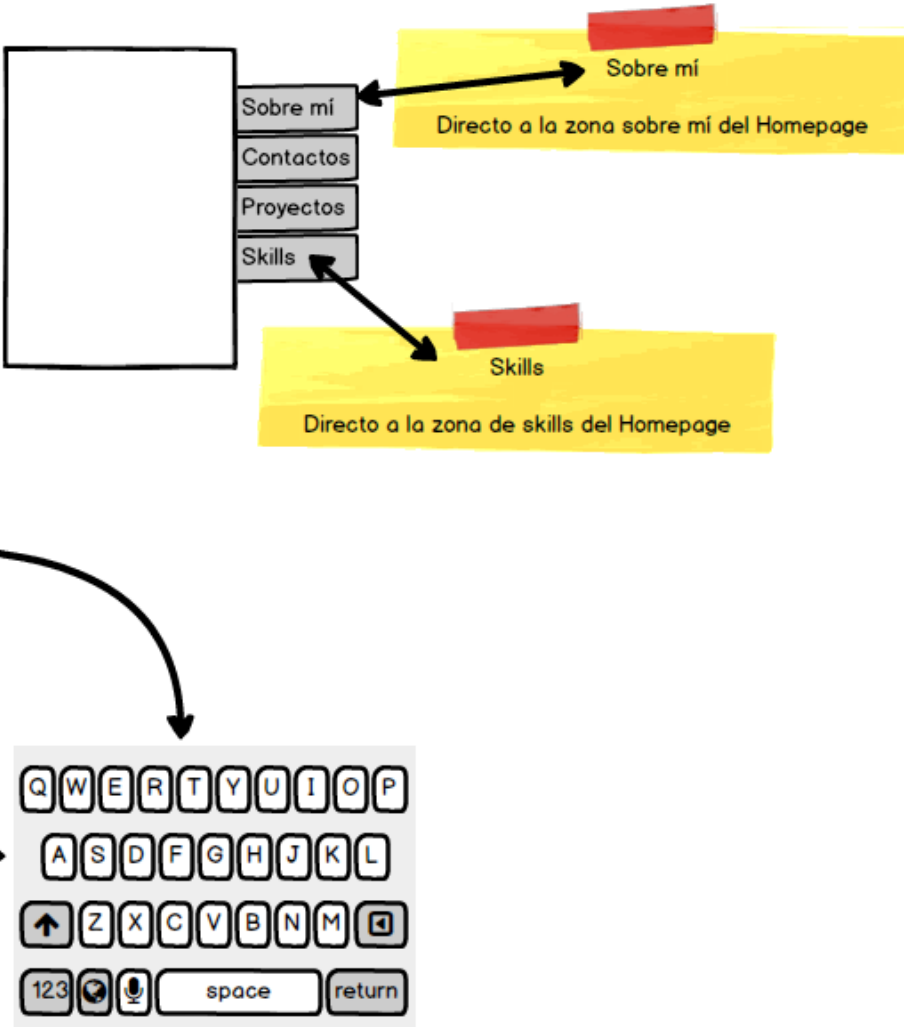 Sobre mí
Directo a la zona sobre mí del Homepage
Sobre mí
Contactos
Proyectos
Skills
Skills
Directo a la zona de skills del Homepage
Q W E R T Y U I O P
A S D F G H J K L
Z X C V B N M
123 space return